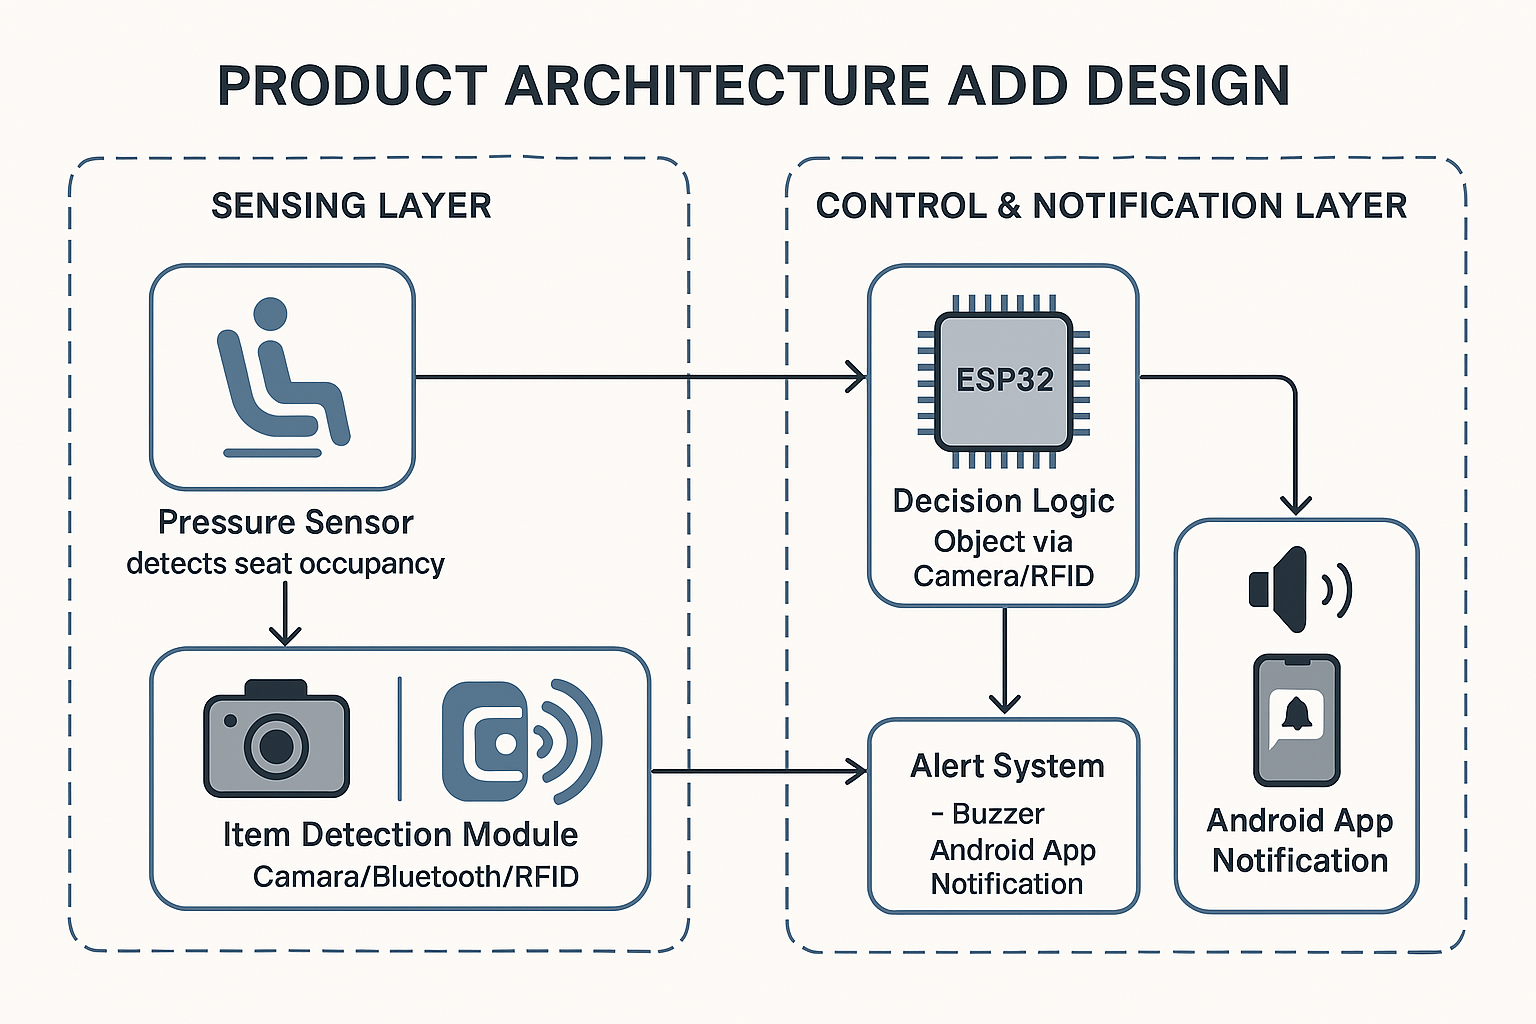 PRODUCT ARCHITECTURE ADD DESIGN
SENSING LAYER
Pressure Sensor
detects seat occupancy
Item Detection Module
Camara/Bluetooth/RFID
CONTROL & NOTIFICATION LAYER
ESP32
Decision Logic
Object via
Camera/RFID
Alert System
– Buzzer
Android App
Notification
Android App
Notification